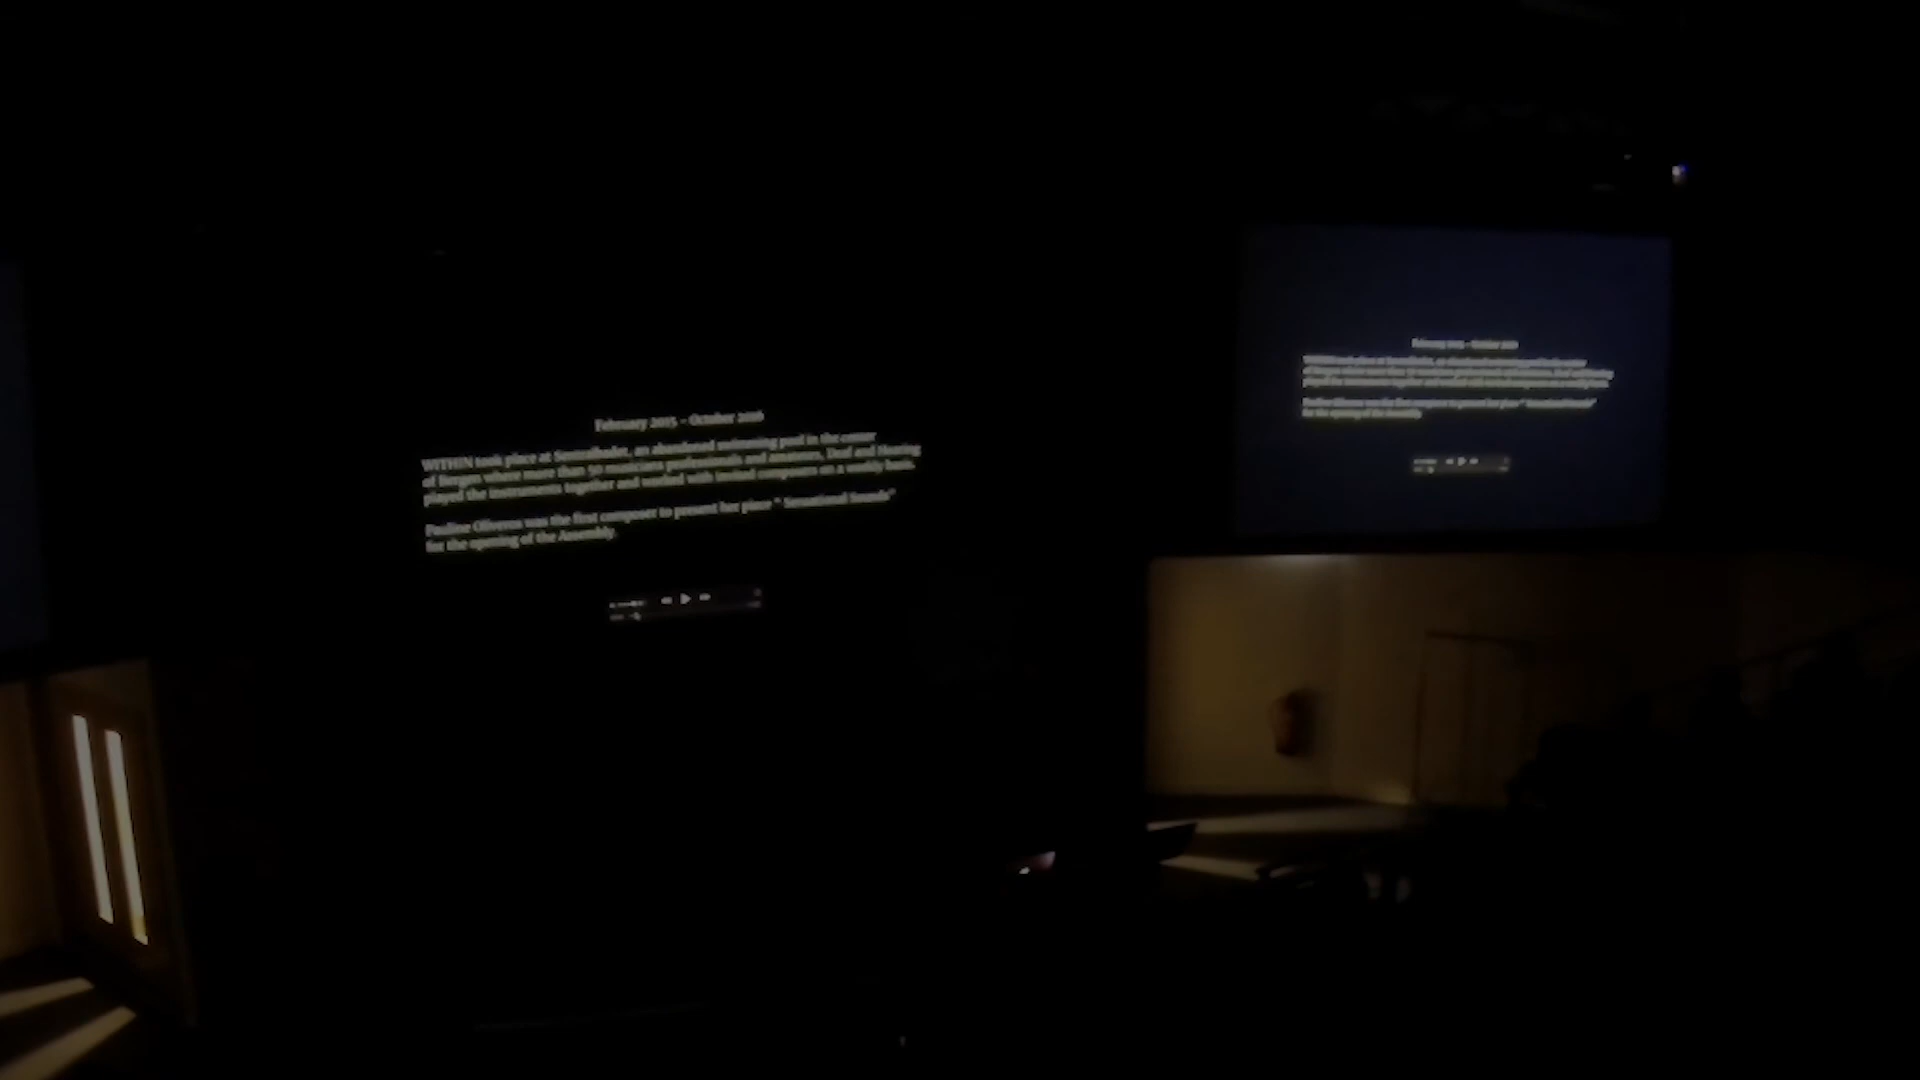 February 2015 - October 2016
WITHIN took place at Sentralbadet, an abandoned swimming pool in the center
of Bergen where more than 50 musicians professionals and amateurs, Deaf and Hearing
played the instruments together and worked with invited composers on a weekly basis.
Pauline Oliveros was the first composer to present her piece " Sensational Sounds"
for the opening of the Assembly.